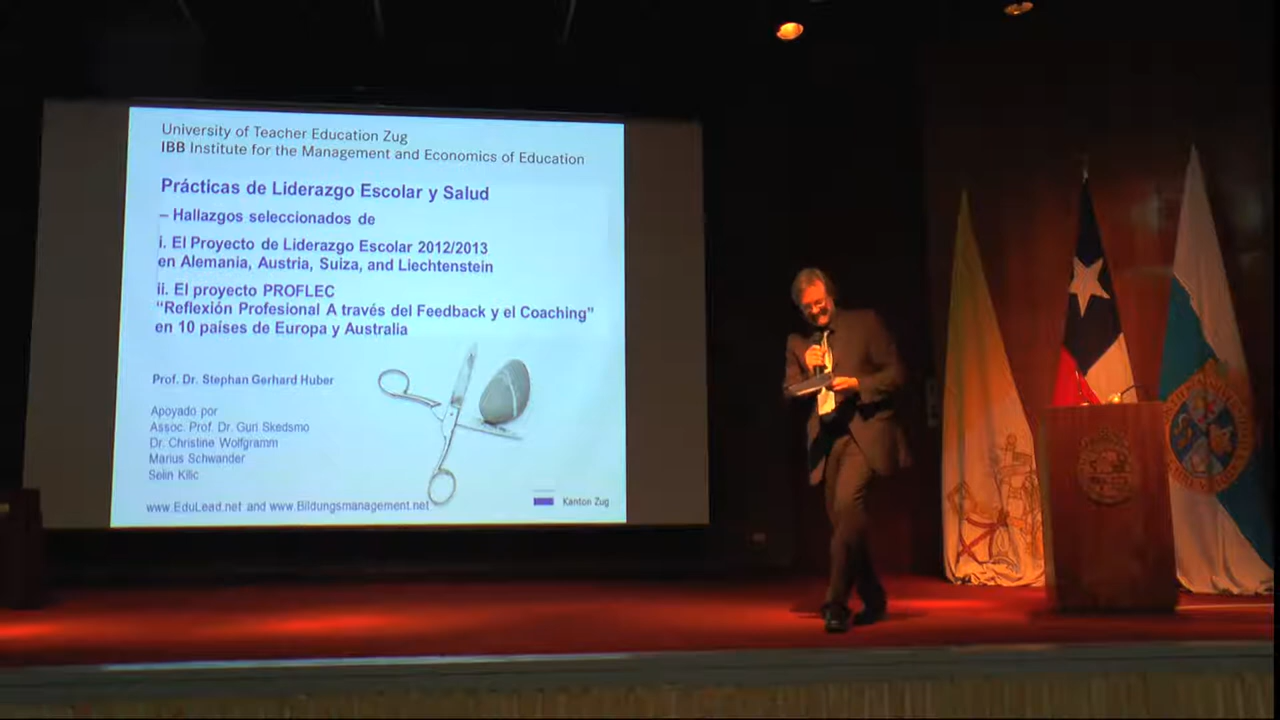 University of Teacher Education Zug
IBB Institute for the Management and Economics of Education
Prácticas de Liderazgo Escolar y Salud
– Hallazgos seleccionados de
i. El Proyecto de Liderazgo Escolar 2012/2013
en Alemania, Austria, Suiza, and Liechtenstein
ii. El proyecto PROFLEC
“Reflexión Profesional A través del Feedback y el Coaching”
en 10 países de Europa y Australia
Prof. Dr. Stephan Gerhard Huber
Apoyado por
Assoc. Prof. Dr. Guri Skedsmo
Dr. Christine Wolfgramm
Marius Schwander
Selin Kilic
www.EduLead.net and www.Bildungsmanagement.net
Kanton Zug